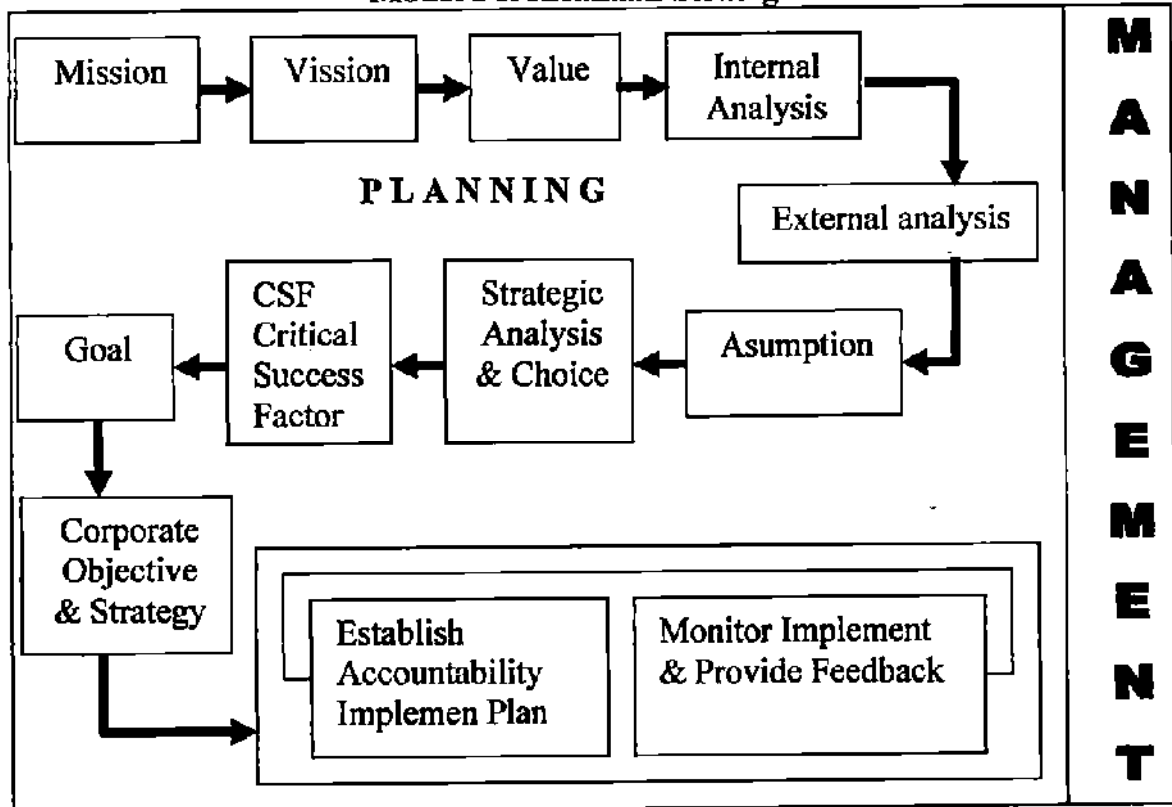 Mission
Vission
Value
Internal
Analysis
PLANNING
External analysis
Asumption
Strategic
Analysis
& Choice
CSF
Critical
Success
Factor
Goal
Corporate
Objective
& Strategy
Establish
Accountability
Implemen Plan
Monitor Implement
& Provide Feedback
MANAGEMENT